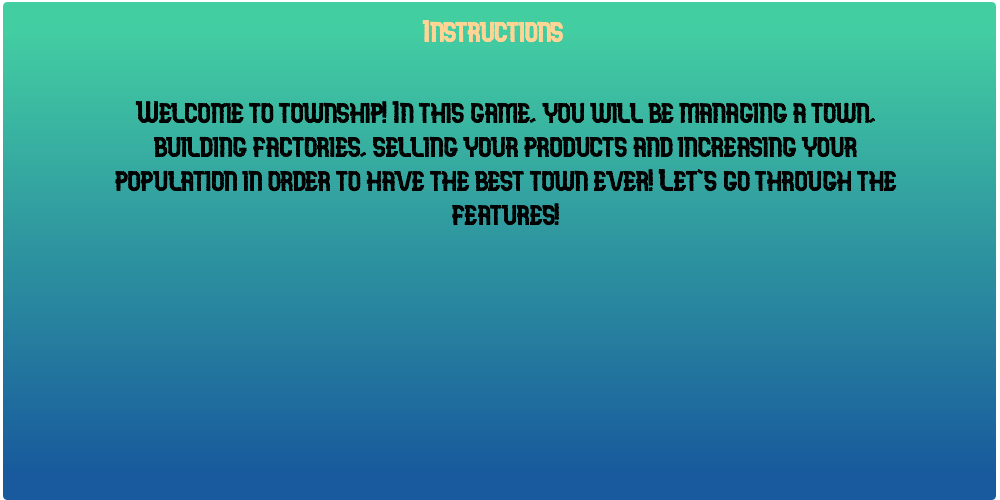 Instructions
Welcome to township! In this game, you will be managing a town,
building factories, selling your products and increasing your
population in order to have the best town ever! Let's go through the
features!